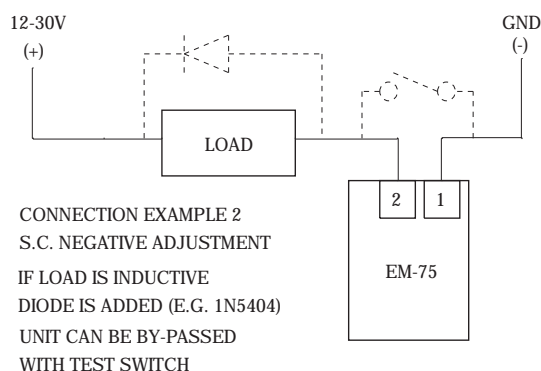 12-30V
(+)
GND
(-)
LOAD
2
1
EM-75
CONNECTION EXAMPLE 2
S.C. NEGATIVE ADJUSTMENT
IF LOAD IS INDUCTIVE
DIODE IS ADDED (E.G. 1N5404)
UNIT CAN BE BY-PASSED
WITH TEST SWITCH